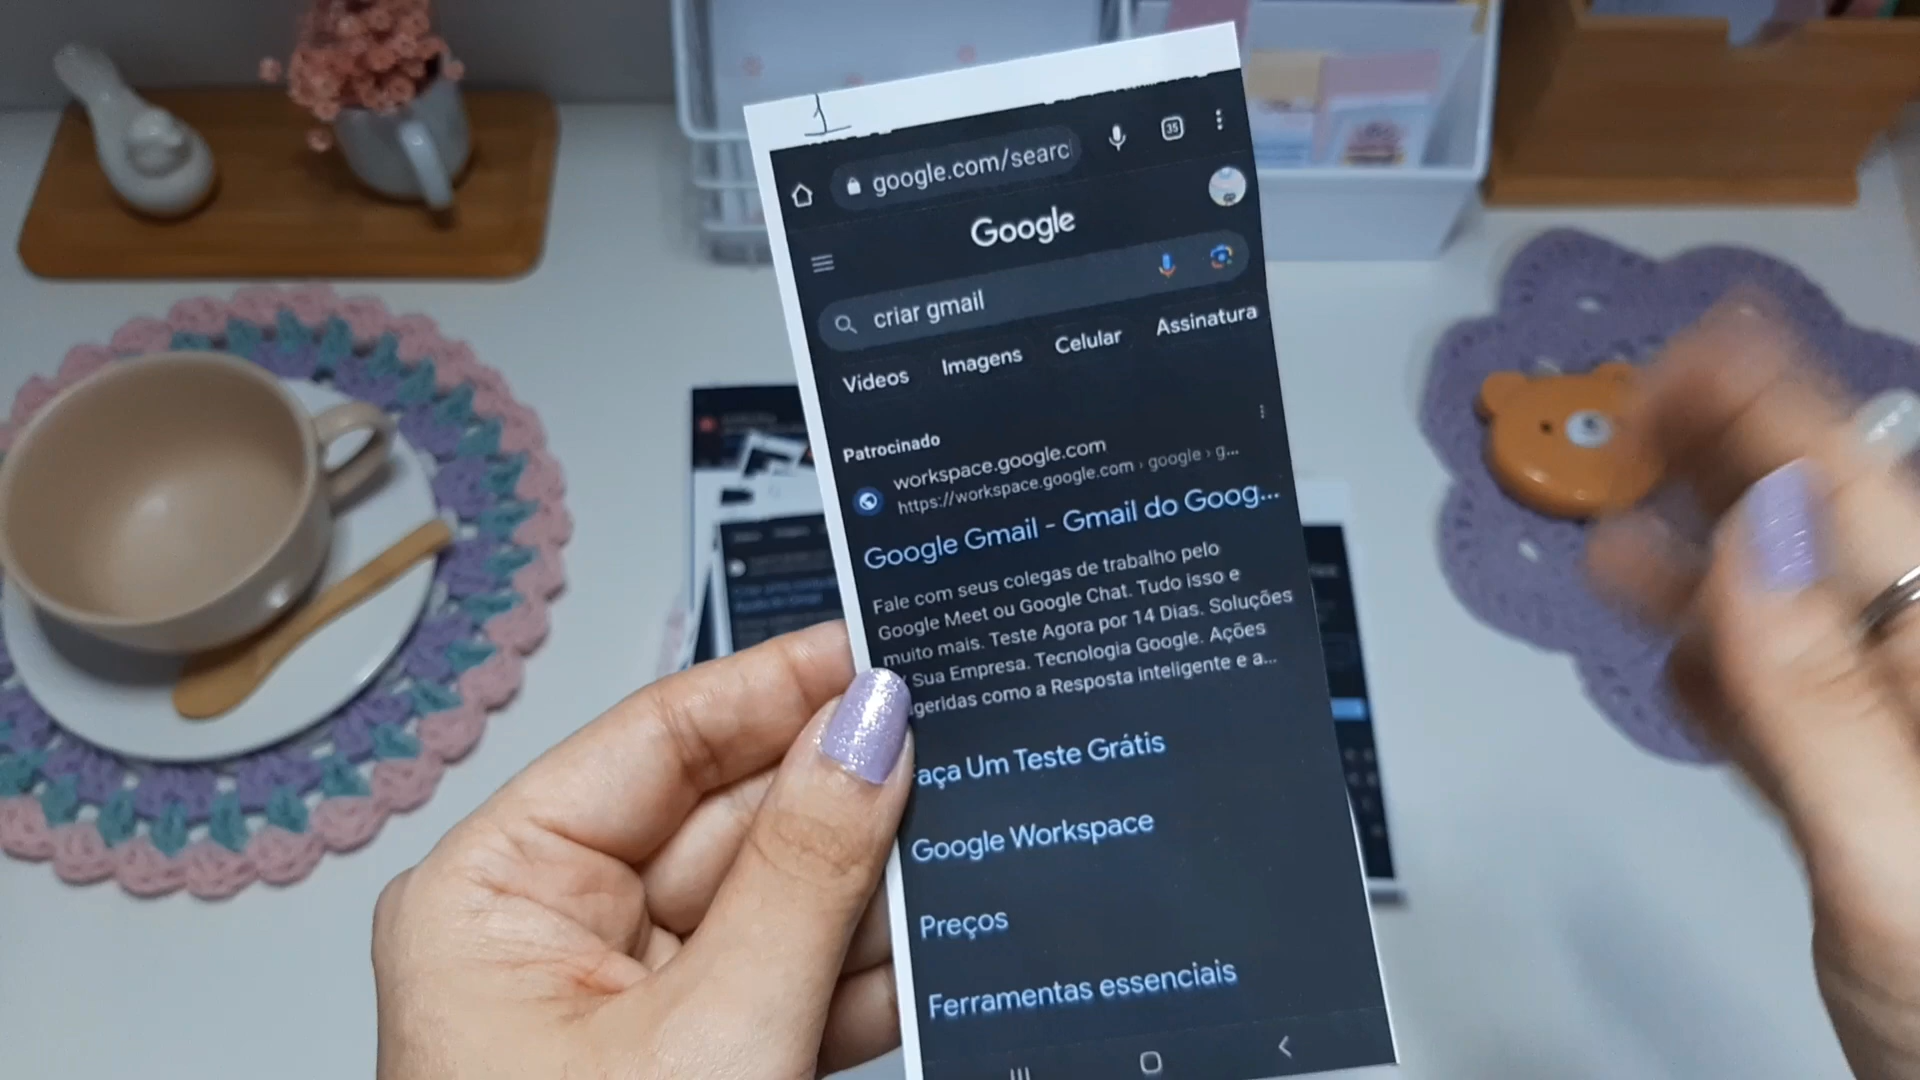 1
google.com/searc
35
Google
criar gmail
Vídeos Imagens Celular Assinatura
Patrocinado
workspace.google.com
https://workspace.google.com › google › g...
Google Gmail - Gmail do Goog...
Fale com seus colegas de trabalho pelo
Google Meet ou Google Chat. Tudo isso e
muito mais. Teste Agora por 14 Dias. Soluções
Sua Empresa. Tecnologia Google. Ações
geridas como a Resposta inteligente e a...
aça Um Teste Grátis
Google Workspace
Preços
Ferramentas essenciais